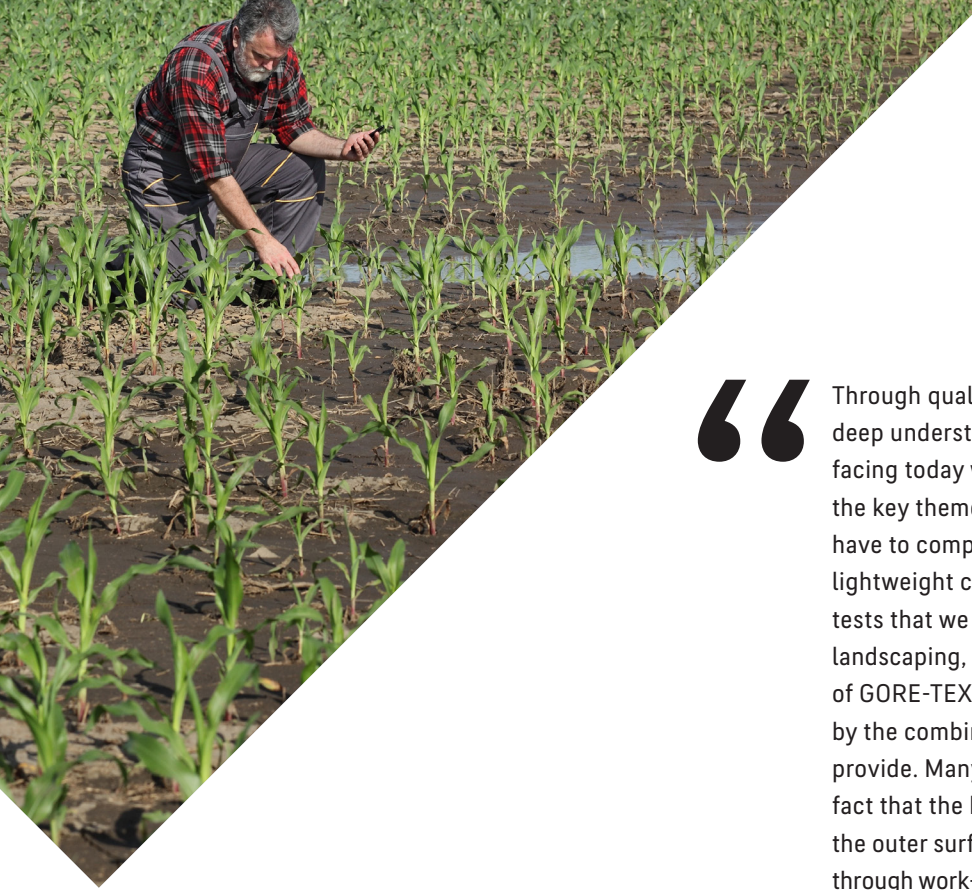 “
Through qual
deep underst
facing today
the key theme
have to comp
lightweight c
tests that we
landscaping,
of GORE-TEX
by the combi
provide. Many
fact that the
the outer surf
through work-